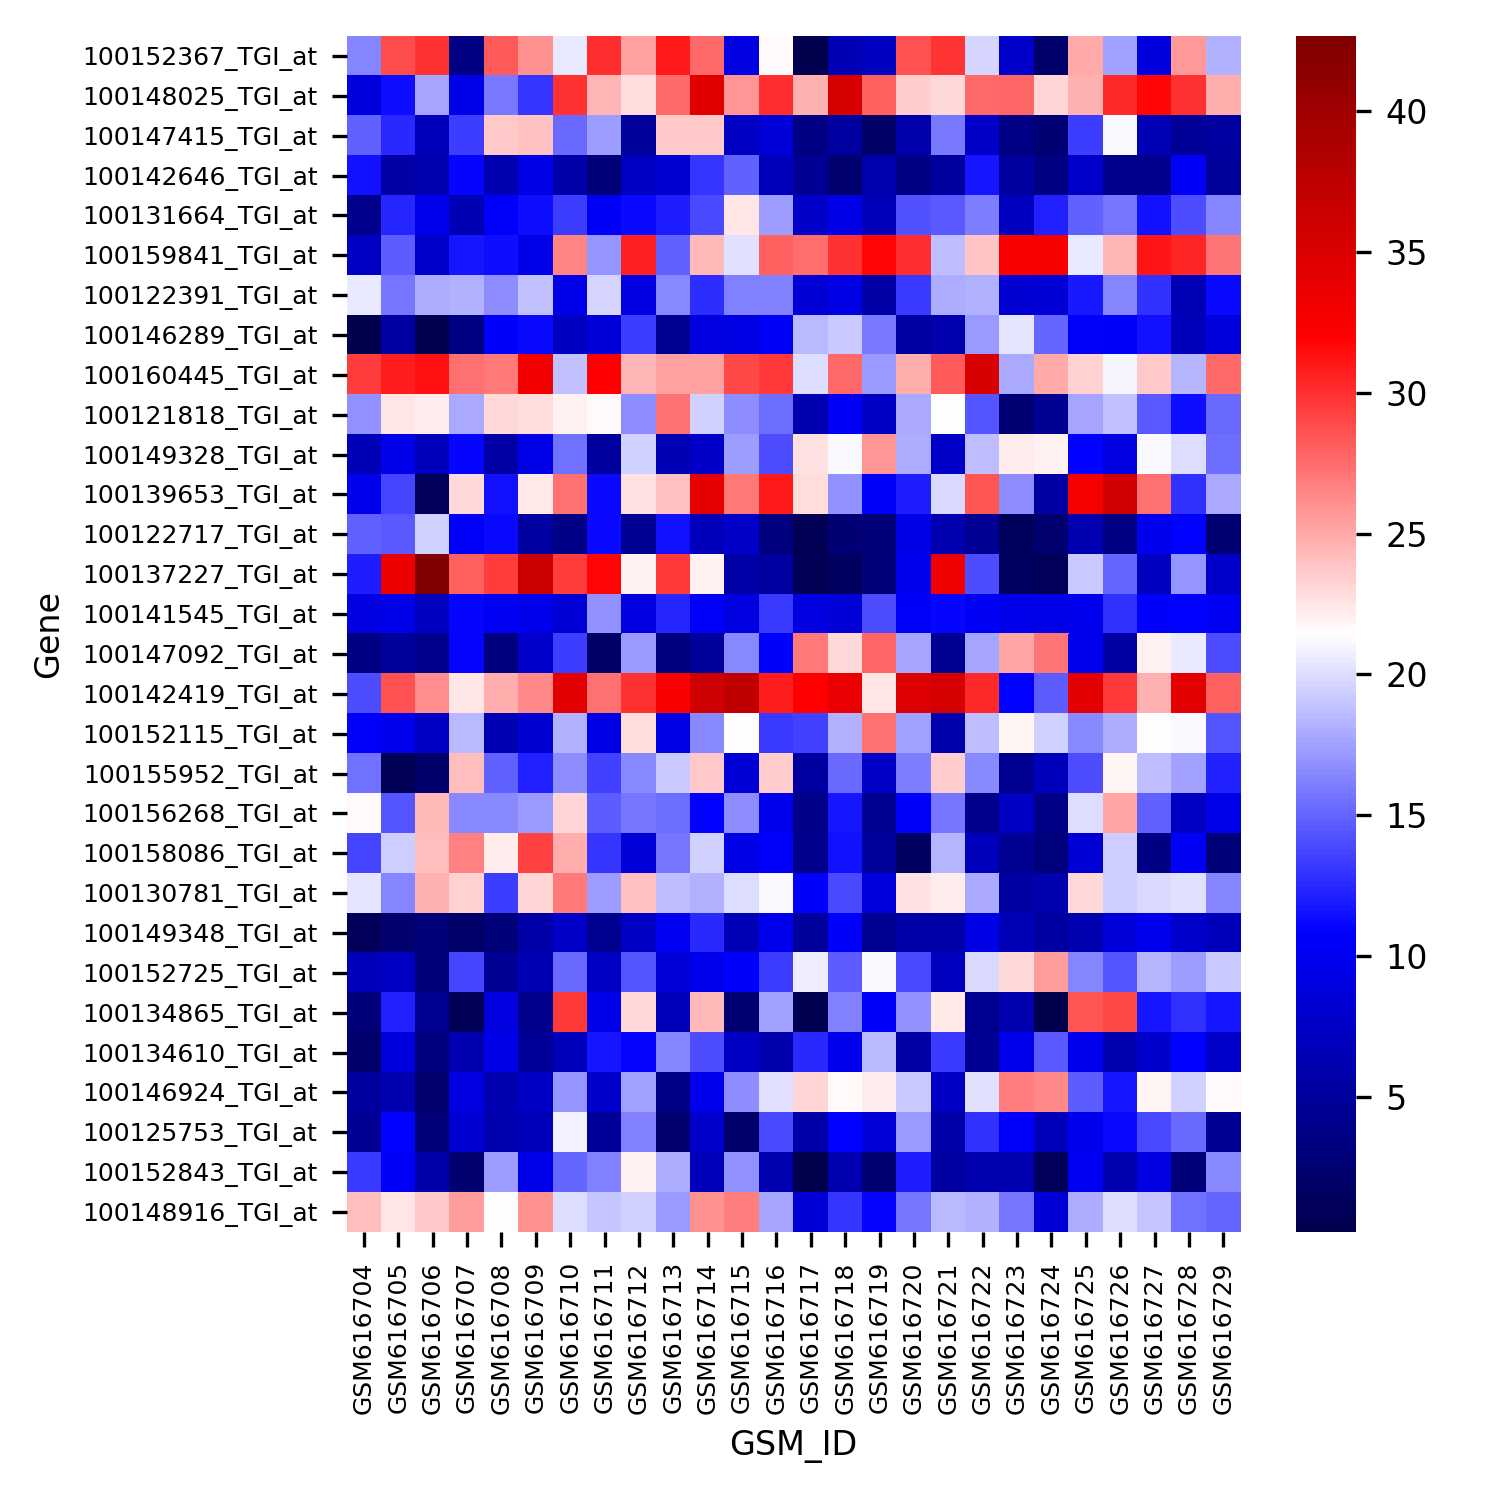 100152367_TGI_at
100148025_TGI_at
100147415_TGI_at
100142646_TGI_at
100131664_TGI_at
100159841_TGI_at
100122391_TGI_at
100146289_TGI_at
100160445_TGI_at
100121818_TGI_at
100149328_TGI_at
100139653_TGI_at
100122717_TGI_at
100137227_TGI_at
100141545_TGI_at
100147092_TGI_at
100142419_TGI_at
100152115_TGI_at
100155952_TGI_at
100156268_TGI_at
100158086_TGI_at
100130781_TGI_at
100149348_TGI_at
100152725_TGI_at
100134865_TGI_at
100134610_TGI_at
100146924_TGI_at
100125753_TGI_at
100152843_TGI_at
100148916_TGI_at
Gene
GSM616704
GSM616705
GSM616706
GSM616707
GSM616708
GSM616709
GSM616710
GSM616711
GSM616712
GSM616713
GSM616714
GSM616715
GSM616716
GSM616717
GSM616718
GSM616719
GSM616720
GSM616721
GSM616722
GSM616723
GSM616724
GSM616725
GSM616726
GSM616727
GSM616728
GSM616729
GSM_ID
40
35
30
25
20
15
10
5